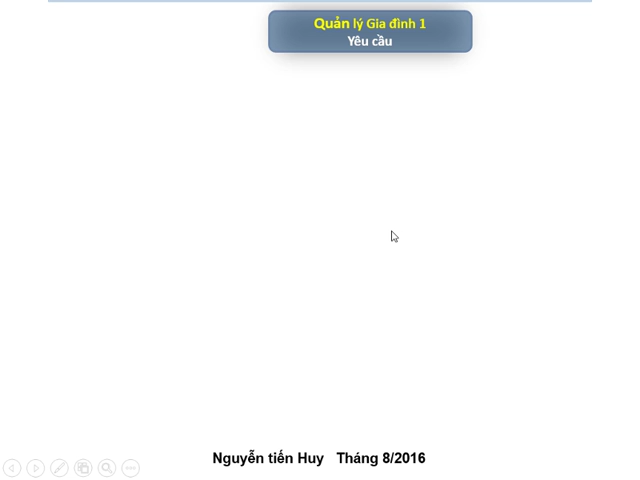 Quản lý Gia đình 1
Yêu cầu
Nguyễn tiến Huy Tháng 8/2016